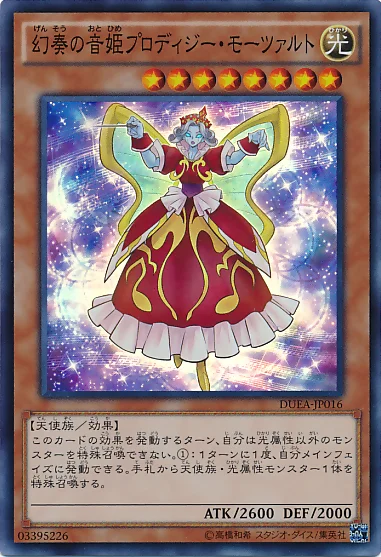 幻奏の音姫プロディジー・モーツァルト
光
DUEA-JP016
【天使族／効果】
このカードの効果を発動するターン、自分は光属性以外のモン
スターを特殊召喚できない。①：1ターンに1度、自分メインフ
ェイズに発動できる。手札から天使族・光属性モンスター1体を
特殊召喚する。
ATK/2600 DEF/2000
03395226
©高橋和希 スタジオ・ダイス/集英社